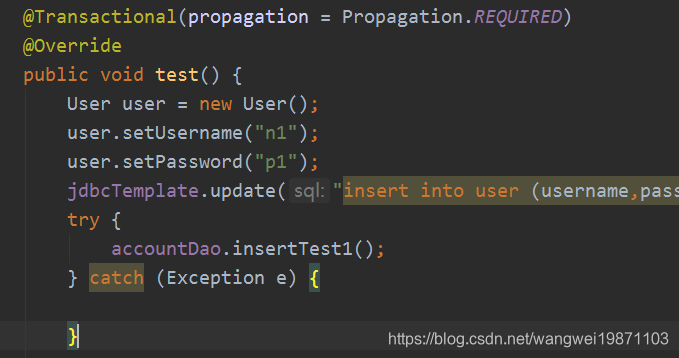 @Transactional(propagation = Propagation.REQUIRED)
@Override
public void test() {
User user = new User();
user.setUsername("n1");
user.setPassword("p1");
jdbcTemplate.update( sql: "insert into user (username,pass
try {
accountDao.insertTest1();
} catch (Exception e) {
}
https://blog.csdn.net/wangwei19871103